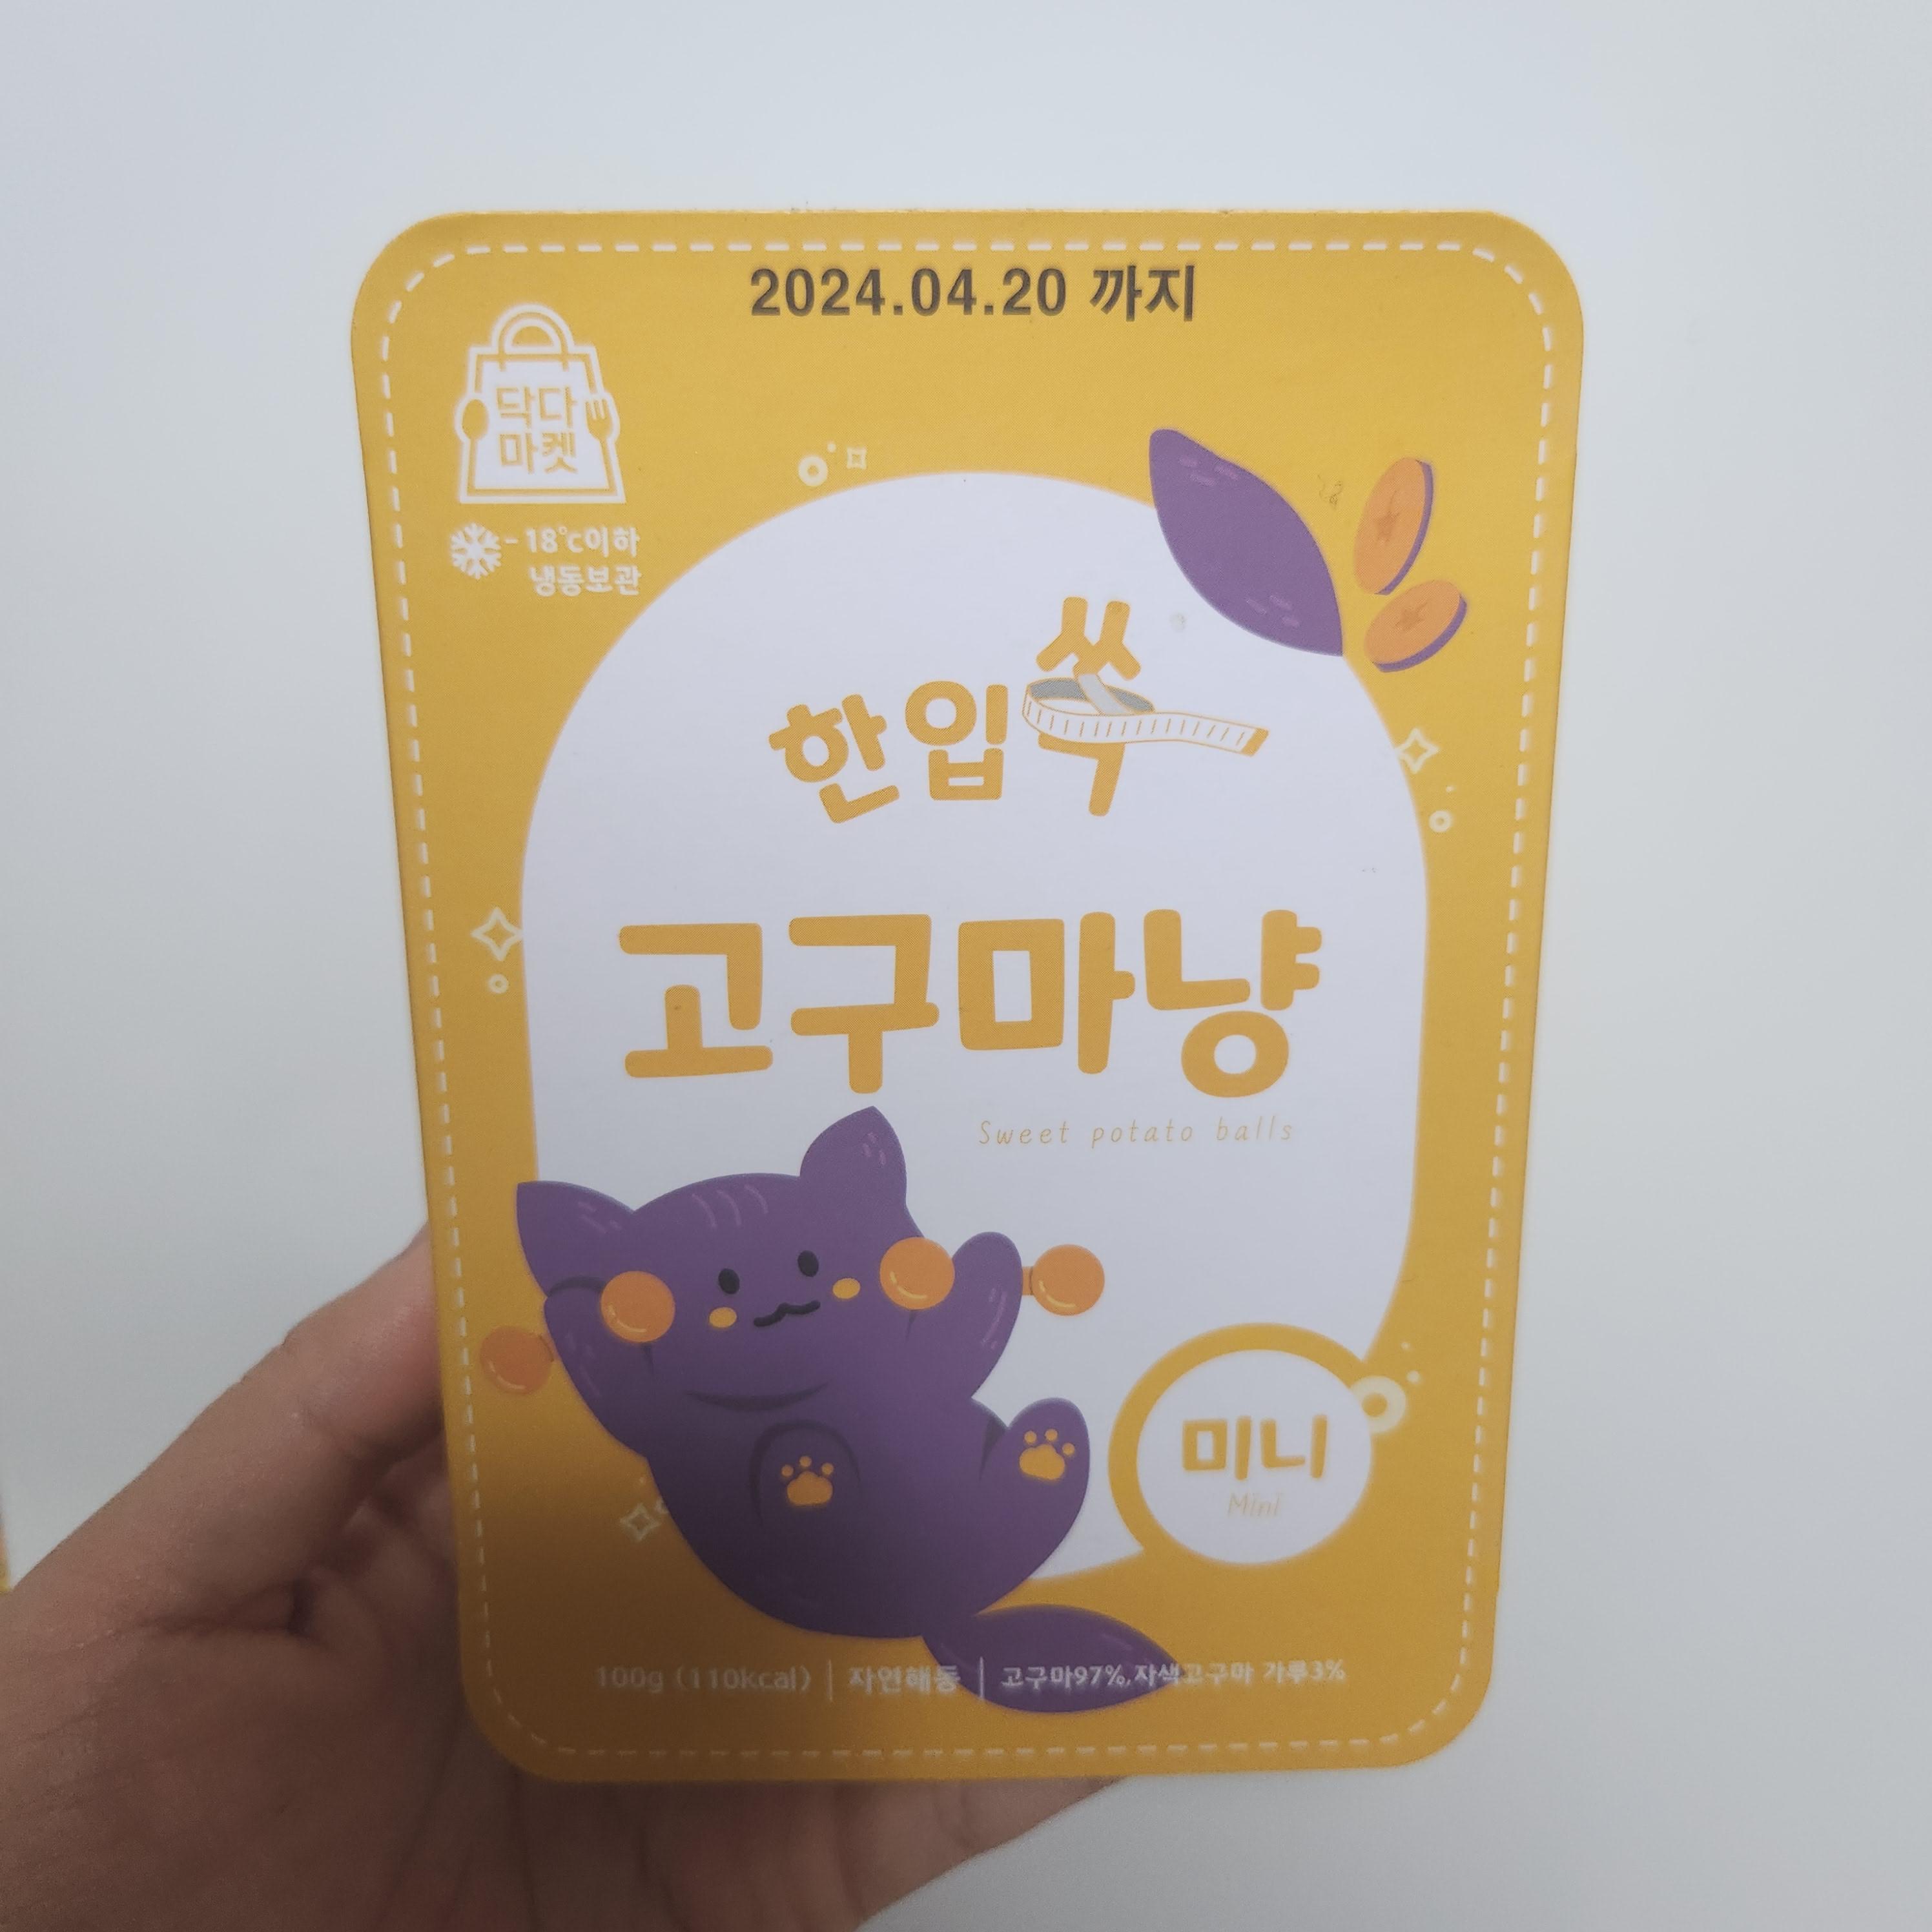 2024.04.20 까지
닥다
마켓
-18℃이하
냉동보관
한입쏙
고구마냥
Sweet potato balls
미니
Mini
100g (110kcal) | 자연해동 | 고구마97%,자색고구마 가루3%